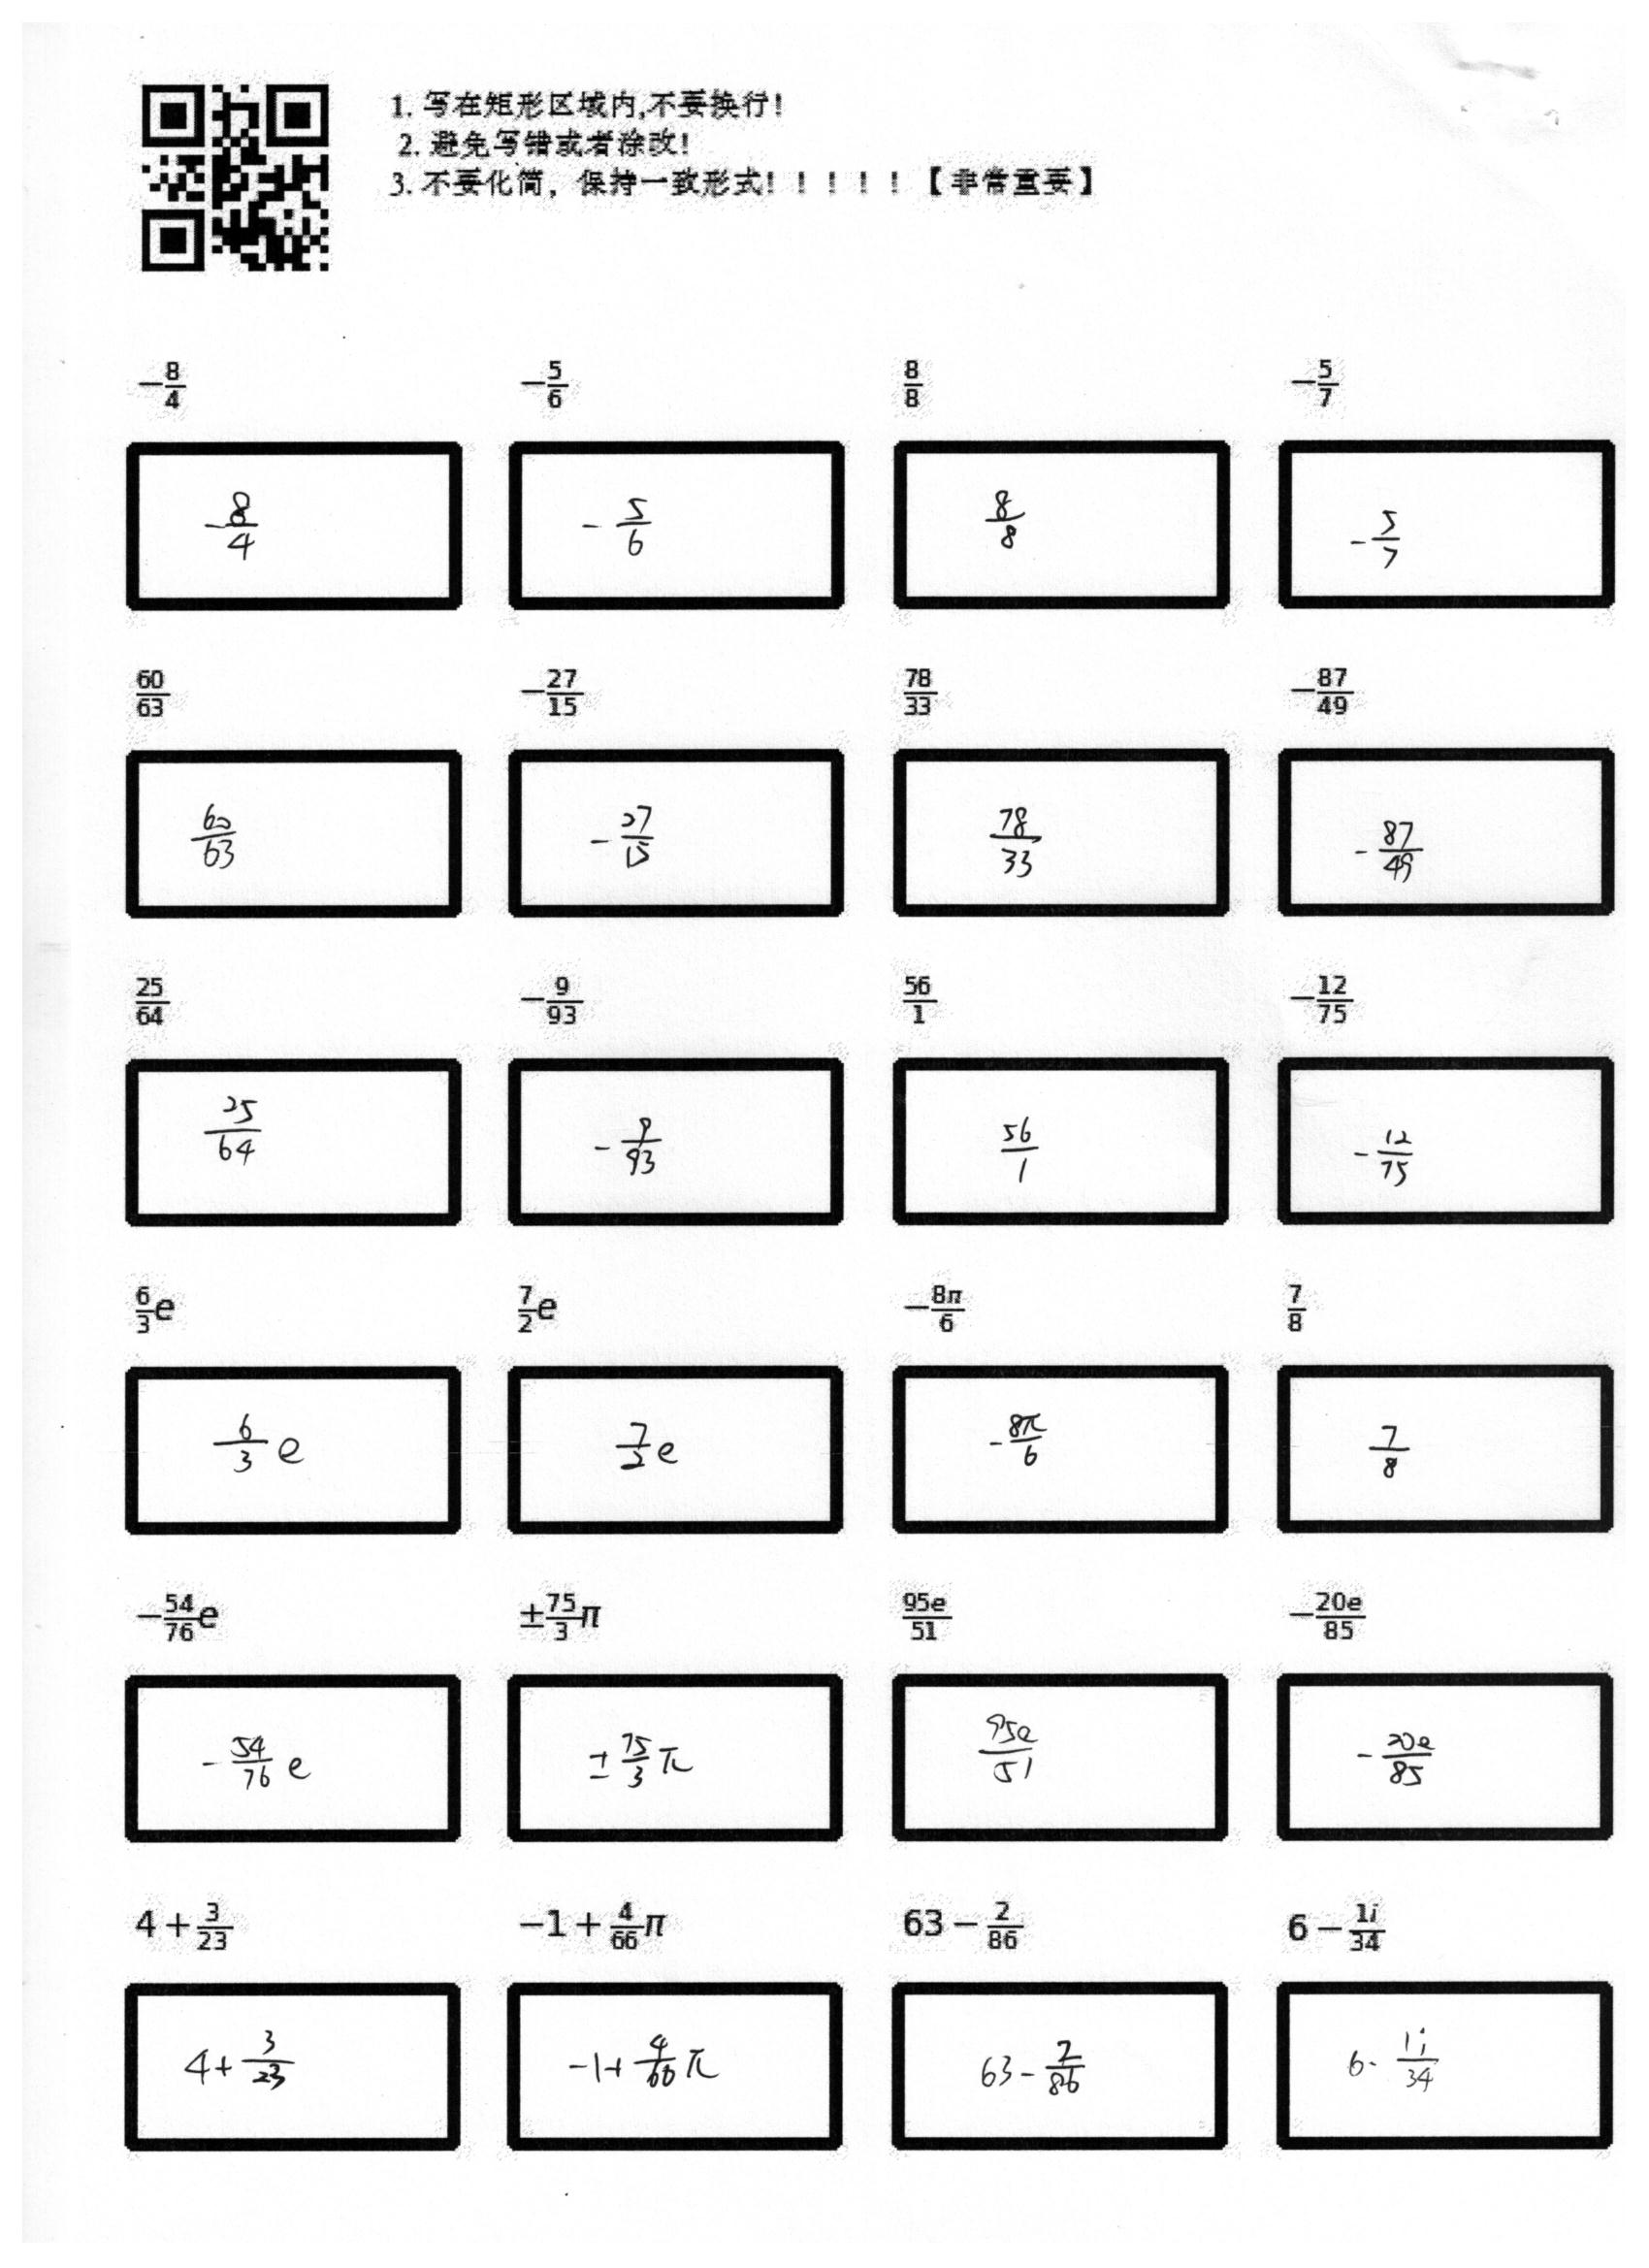 1. 写在矩形区域内,不要换行!
2. 避免写错或者涂改!
3. 不要化简，保持一致形式！！！！！【非常重要】
$-\frac{8}{4}$ $-\frac{5}{6}$ $\frac{8}{8}$ $-\frac{5}{7}$
$-\frac{8}{4}$ $-\frac{5}{6}$ $\frac{8}{8}$ $-\frac{5}{7}$
$\frac{60}{63}$ $-\frac{27}{15}$ $\frac{78}{33}$ $-\frac{87}{49}$
$\frac{60}{63}$ $-\frac{27}{15}$ $\frac{78}{33}$ $-\frac{87}{49}$
$\frac{25}{64}$ $-\frac{9}{93}$ $\frac{56}{1}$ $-\frac{12}{75}$
$\frac{25}{64}$ $-\frac{9}{93}$ $\frac{56}{1}$ $-\frac{12}{75}$
$\frac{6}{3}e$ $\frac{7}{2}e$ $-\frac{8\pi}{6}$ $\frac{7}{8}$
$\frac{6}{3}e$ $\frac{7}{2}e$ $-\frac{8\pi}{6}$ $\frac{7}{8}$
$-\frac{54}{76}e$ $\pm\frac{75}{3}\pi$ $\frac{95e}{51}$ $-\frac{20e}{85}$
$-\frac{54}{76}e$ $\pm\frac{75}{3}\pi$ $\frac{95e}{51}$ $-\frac{20e}{85}$
$4+\frac{3}{23}$ $-1+\frac{4}{66}\pi$ $63-\frac{2}{86}$ $6-\frac{1i}{34}$
$4+\frac{3}{23}$ $-1+\frac{4}{66}\pi$ $63-\frac{2}{86}$ $6-\frac{1i}{34}$